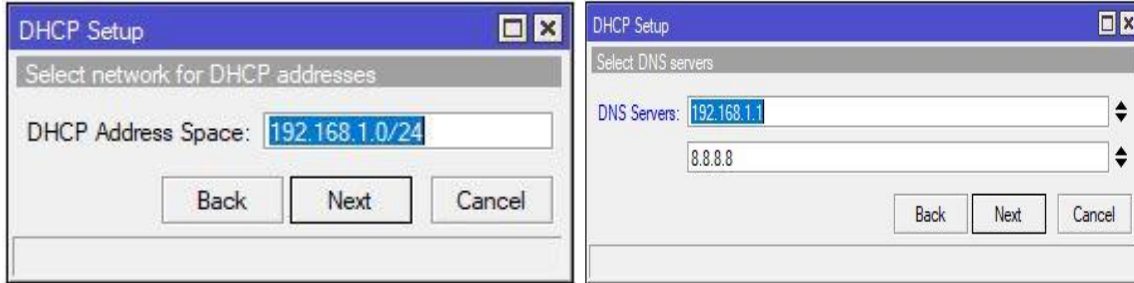 DHCP Setup
Select network for DHCP addresses
DHCP Address Space: 192.168.1.0/24
Back Next Cancel
DHCP Setup
Select DNS servers
DNS Servers: 192.168.1.1
8.8.8.8
Back Next Cancel